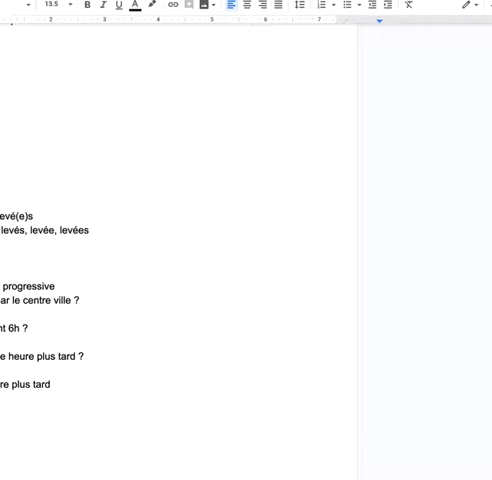 13.5 B I U A
2 3 4 5 6 7
evé(e)s
levés, levée, levées
progressive
ar le centre ville ?
nt 6h ?
e heure plus tard ?
re plus tard